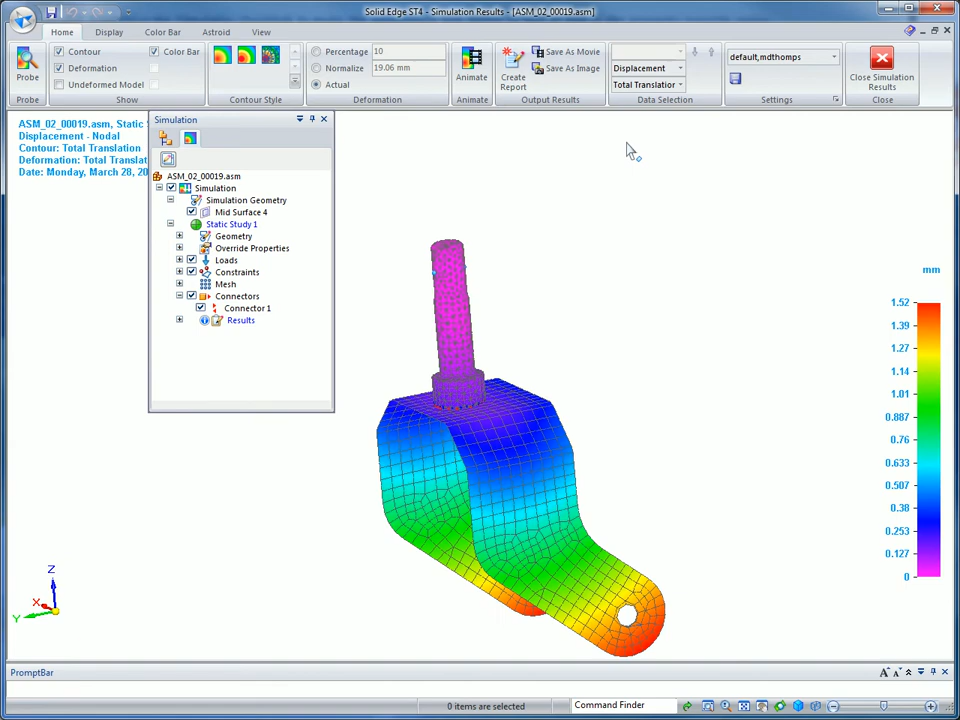 Solid Edge ST4 - Simulation Results - [ASM_02_00019.asm]
Home Display Color Bar Astroid View
Probe
Contour
Deformation
Undeformed Model
Color Bar
Percentage 10
Normalize 19.06 mm
Actual
Animate
Create
Report
Save As Movie
Save As Image
Displacement
Total Translation
default,mdthomps
Close Simulation
Results
Probe Show Contour Style Deformation Animate Output Results Data Selection Settings Close
ASM_02_00019.asm, Static S
Displacement - Nodal
Contour: Total Translation
Deformation: Total Translat
Date: Monday, March 28, 20
Simulation
ASM_02_00019.asm
Simulation
Simulation Geometry
Mid Surface 4
Static Study 1
Geometry
Override Properties
Loads
Constraints
Mesh
Connectors
Connector 1
Results
mm
1.52
1.39
1.27
1.14
1.01
0.887
0.76
0.633
0.507
0.38
0.253
0.127
0
Z
X
Y
PromptBar
0 items are selected
Command Finder